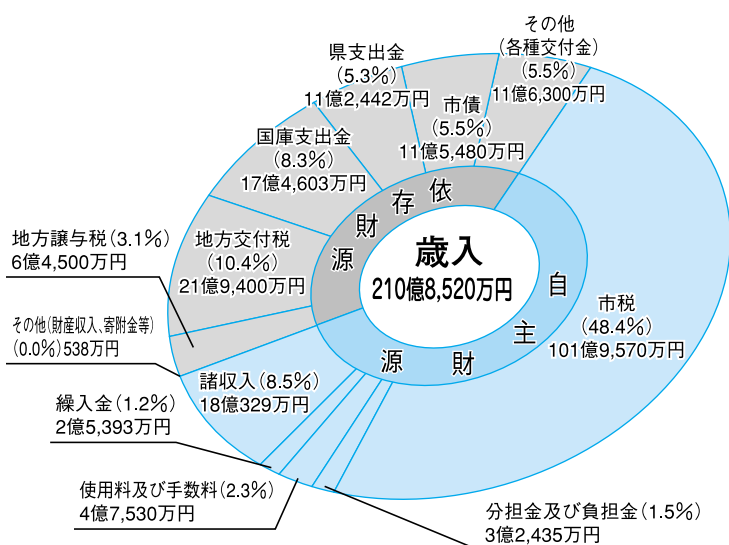 歳入
210億8,520万円
自主財源
依存財源
市税
(48.4%)
101億9,570万円
分担金及び負担金(1.5%)
3億2,435万円
使用料及び手数料(2.3%)
4億7,530万円
繰入金(1.2%)
2億5,393万円
諸収入(8.5%)
18億329万円
その他(財産収入、寄附金等)
(0.0%)538万円
地方譲与税(3.1%)
6億4,500万円
地方交付税
(10.4%)
21億9,400万円
国庫支出金
(8.3%)
17億4,603万円
県支出金
(5.3%)
11億2,442万円
市債
(5.5%)
11億5,480万円
その他
(各種交付金)
(5.5%)
11億6,300万円